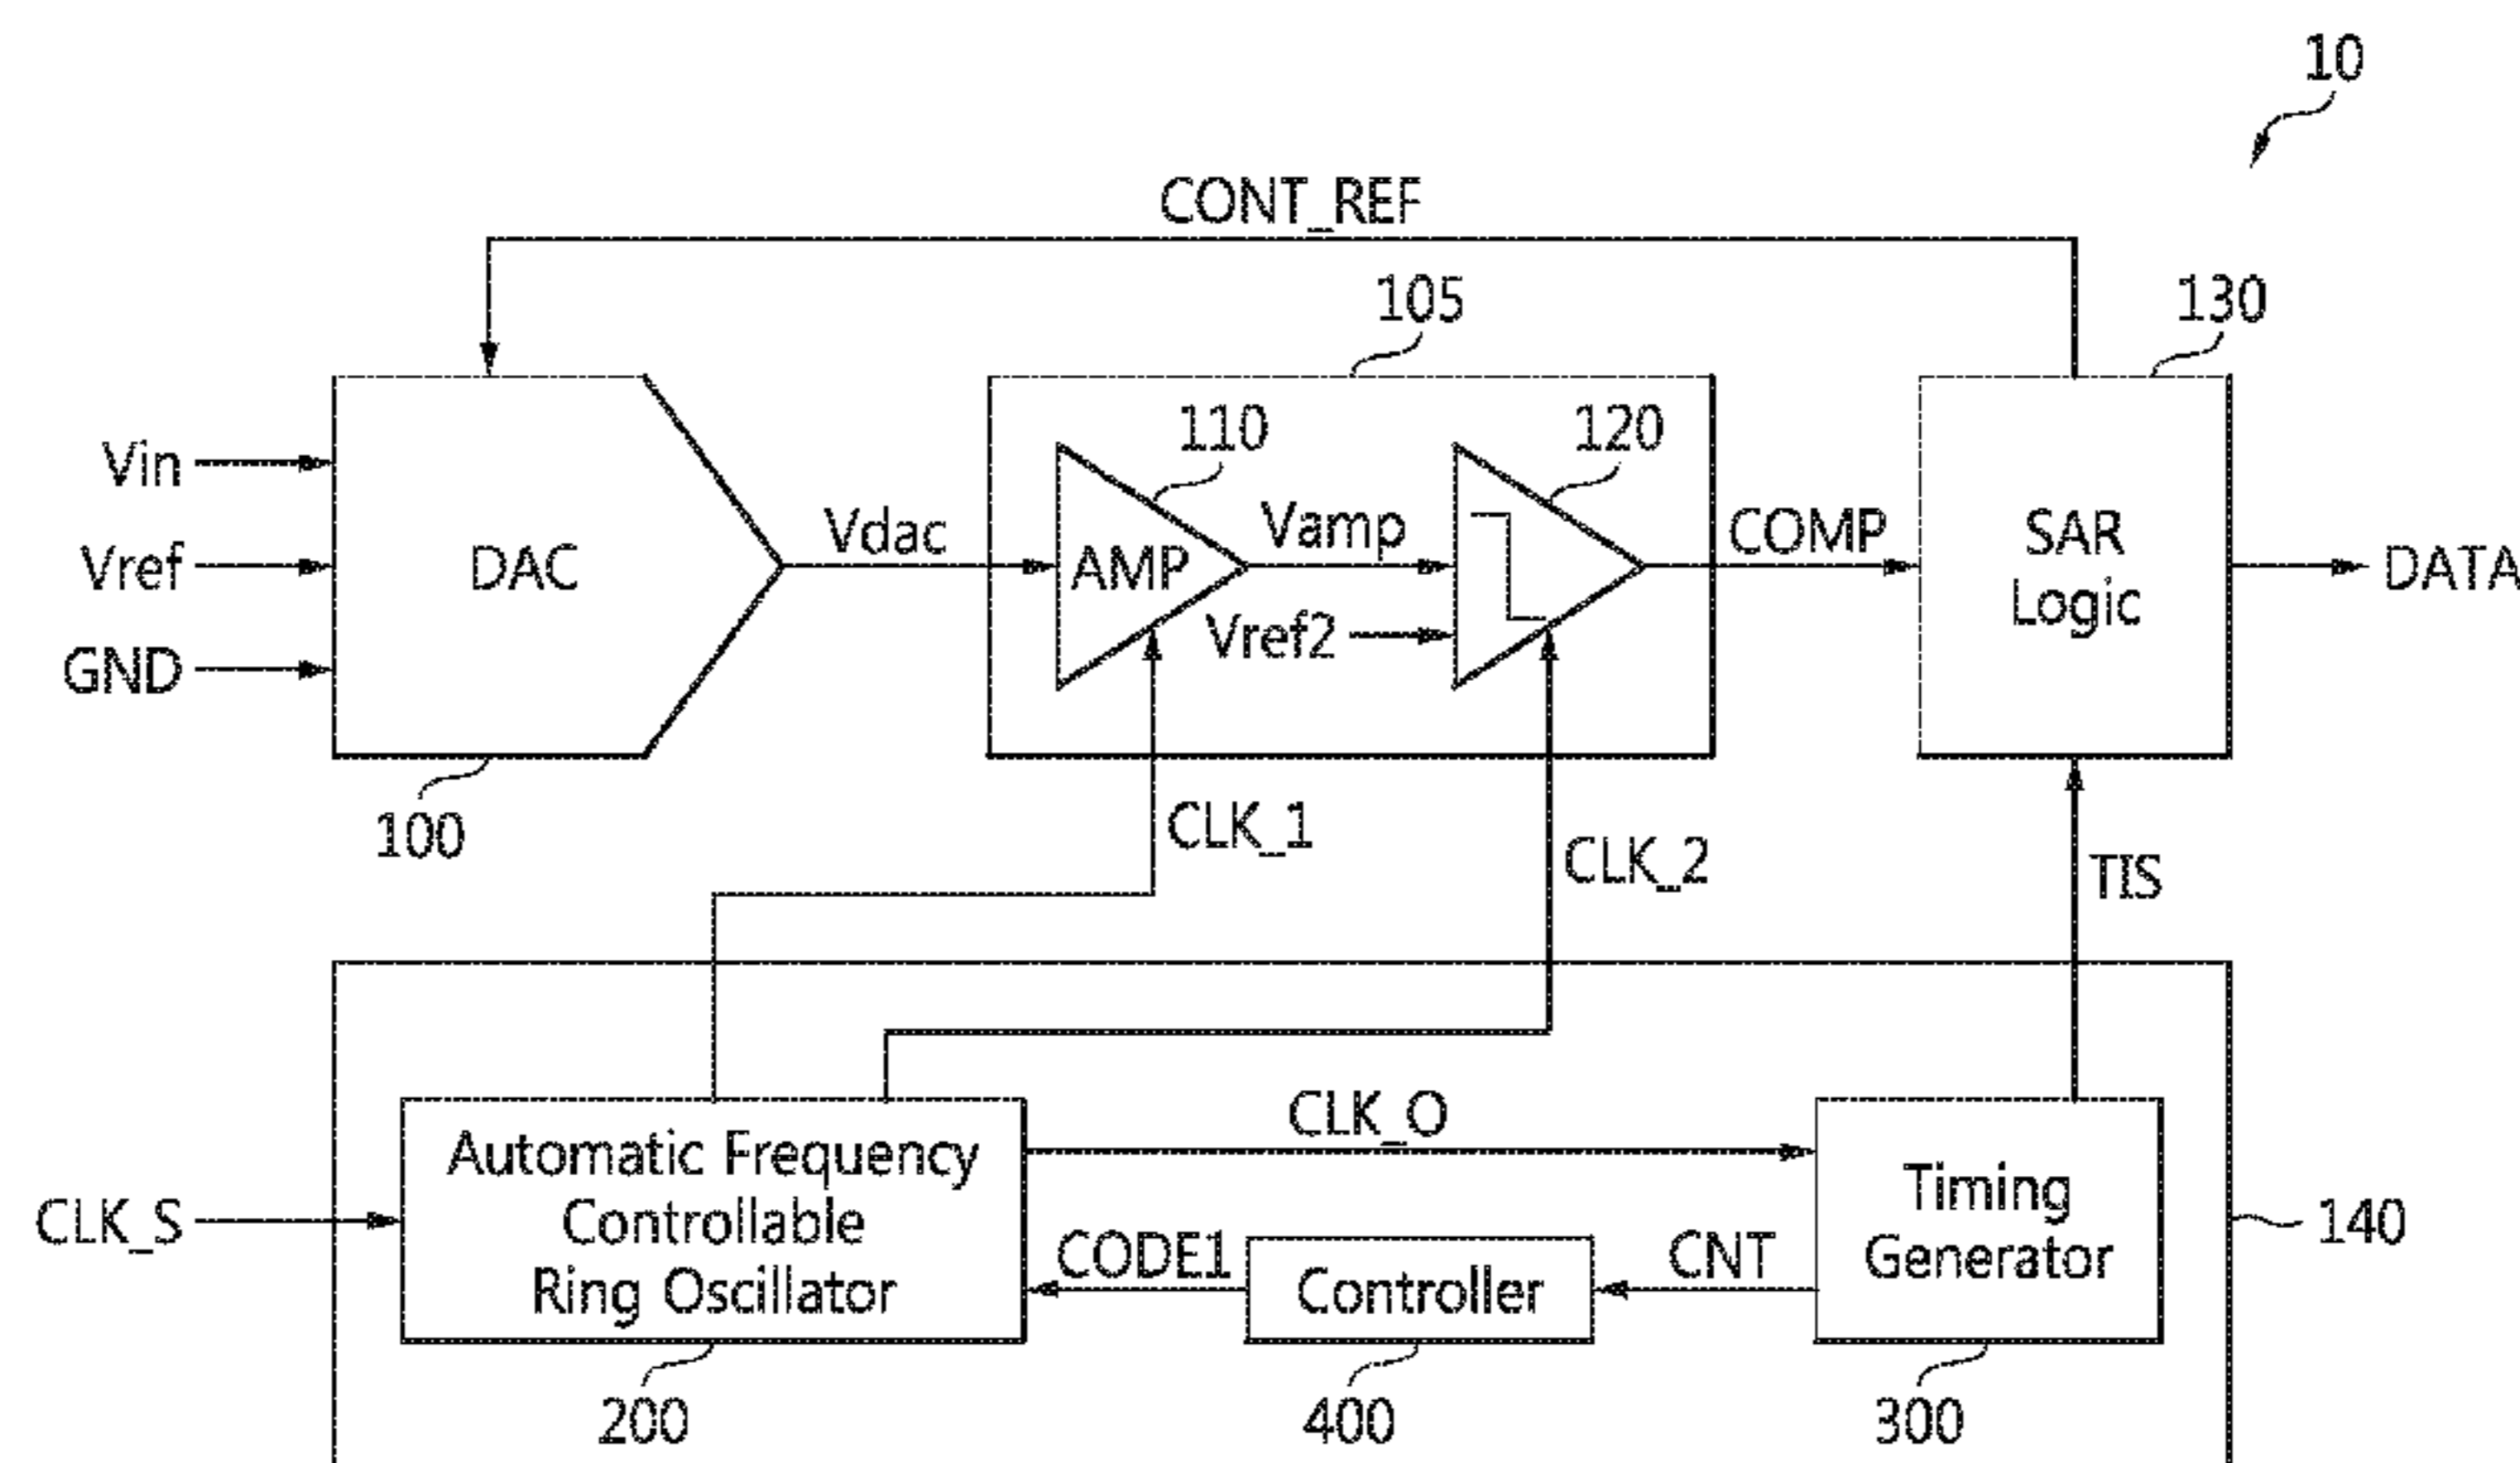 10
CONT_REF
105
130
110
120
Vin
Vref
GND
DAC
Vdac
AMP
Vamp
Vref2
COMP
SAR
Logic
DATA
100
CLK_1
CLK_2
TIS
CLK_S
Automatic Frequency
Controllable
Ring Oscillator
CLK_O
CODE1
Controller
CNT
Timing
Generator
140
200
400
300